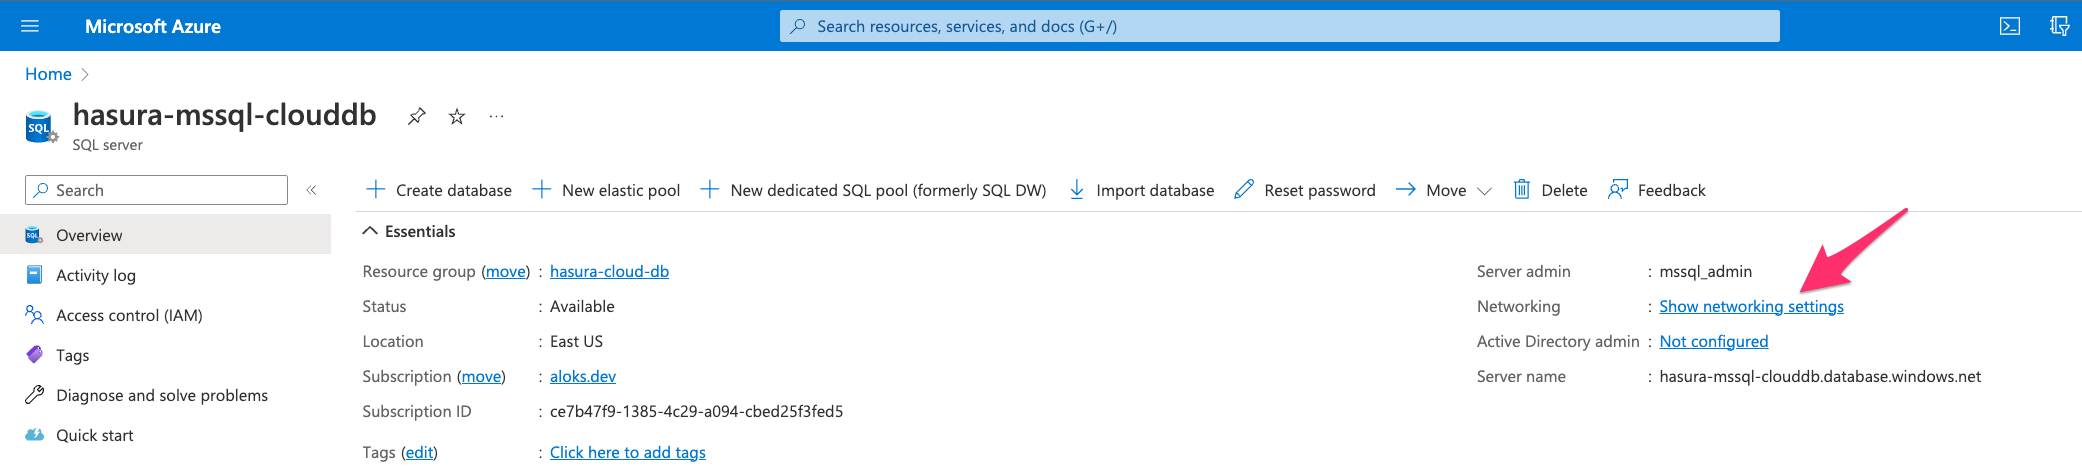 Microsoft Azure
Search resources, services, and docs (G+/)
Home
hasura-mssql-clouddb
SQL
SQL server
Search
Create database New elastic pool New dedicated SQL pool (formerly SQL DW) Import database Reset password Move Delete Feedback
Overview
Activity log
Access control (IAM)
Tags
Diagnose and solve problems
Quick start
Essentials
Resource group (move) : hasura-cloud-db
Status : Available
Location : East US
Subscription (move) : aloks.dev
Subscription ID : ce7b47f9-1385-4c29-a094-cbed25f3fed5
Tags (edit) : Click here to add tags
Server admin : mssql_admin
Networking : Show networking settings
Active Directory admin : Not configured
Server name : hasura-mssql-clouddb.database.windows.net